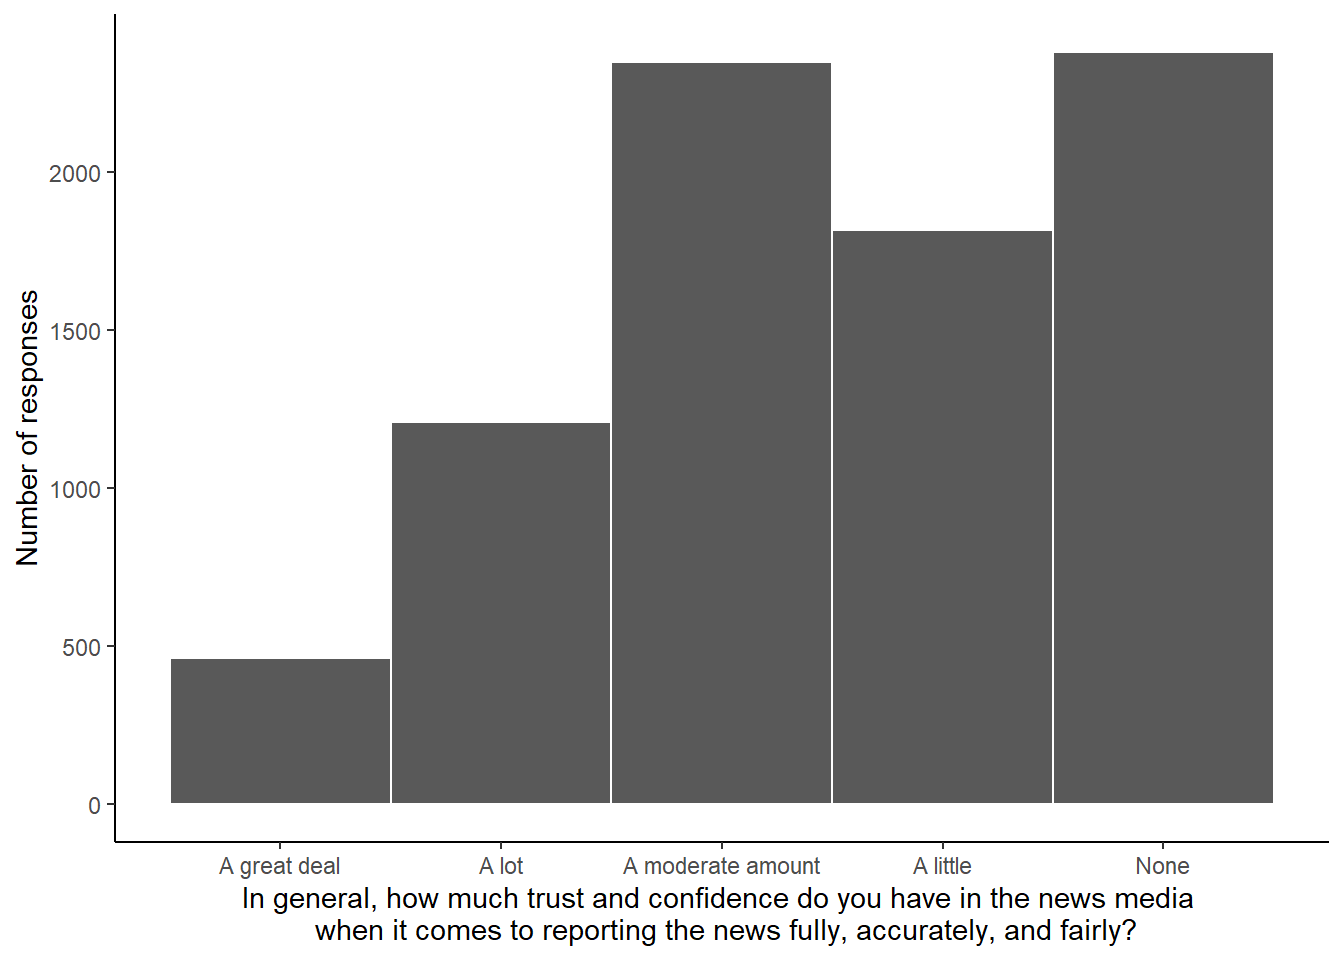 Number of responses
2000
1500
1000
500
0
A great deal
A lot
A moderate amount
A little
None
In general, how much trust and confidence do you have in the news media
when it comes to reporting the news fully, accurately, and fairly?